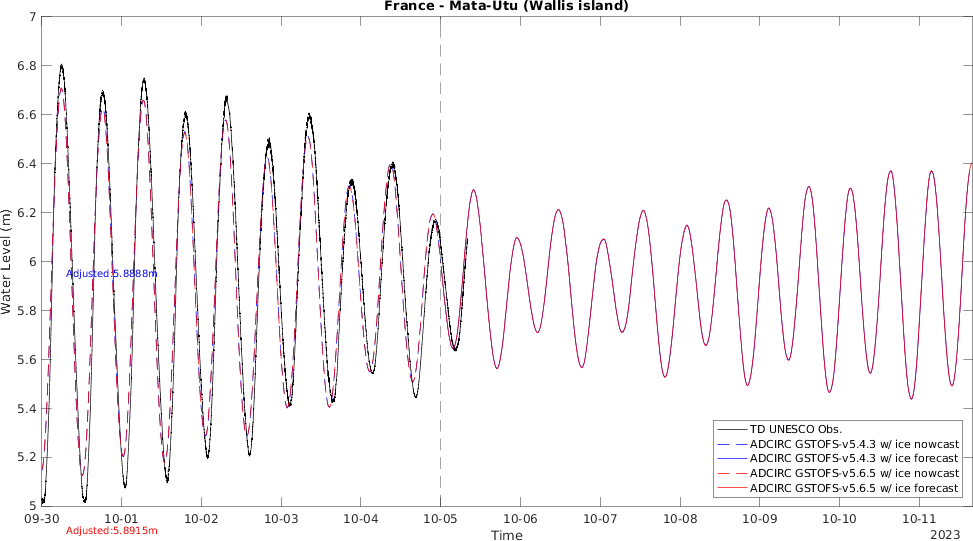 France - Mata-Utu (Wallis island)
7
6.8
6.6
6.4
6.2
6
5.8
5.6
5.4
5.2
5
Water Level (m)
Adjusted:5.8888m
TD UNESCO Obs.
ADCIRC GSTOFS-v5.4.3 w/ ice nowcast
ADCIRC GSTOFS-v5.4.3 w/ ice forecast
ADCIRC GSTOFS-v5.6.5 w/ ice nowcast
ADCIRC GSTOFS-v5.6.5 w/ ice forecast
09-30 10-01 10-02 10-03 10-04 10-05 10-06 10-07 10-08 10-09 10-10 10-11
Adjusted:5.8915m
Time
2023